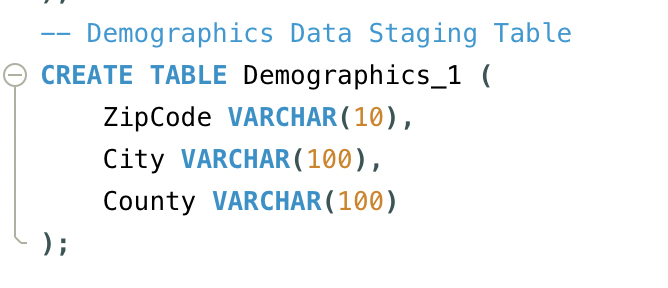 -- Demographics Data Staging Table
CREATE TABLE Demographics_1 (
    ZipCode VARCHAR(10),
    City VARCHAR(100),
    County VARCHAR(100)
);